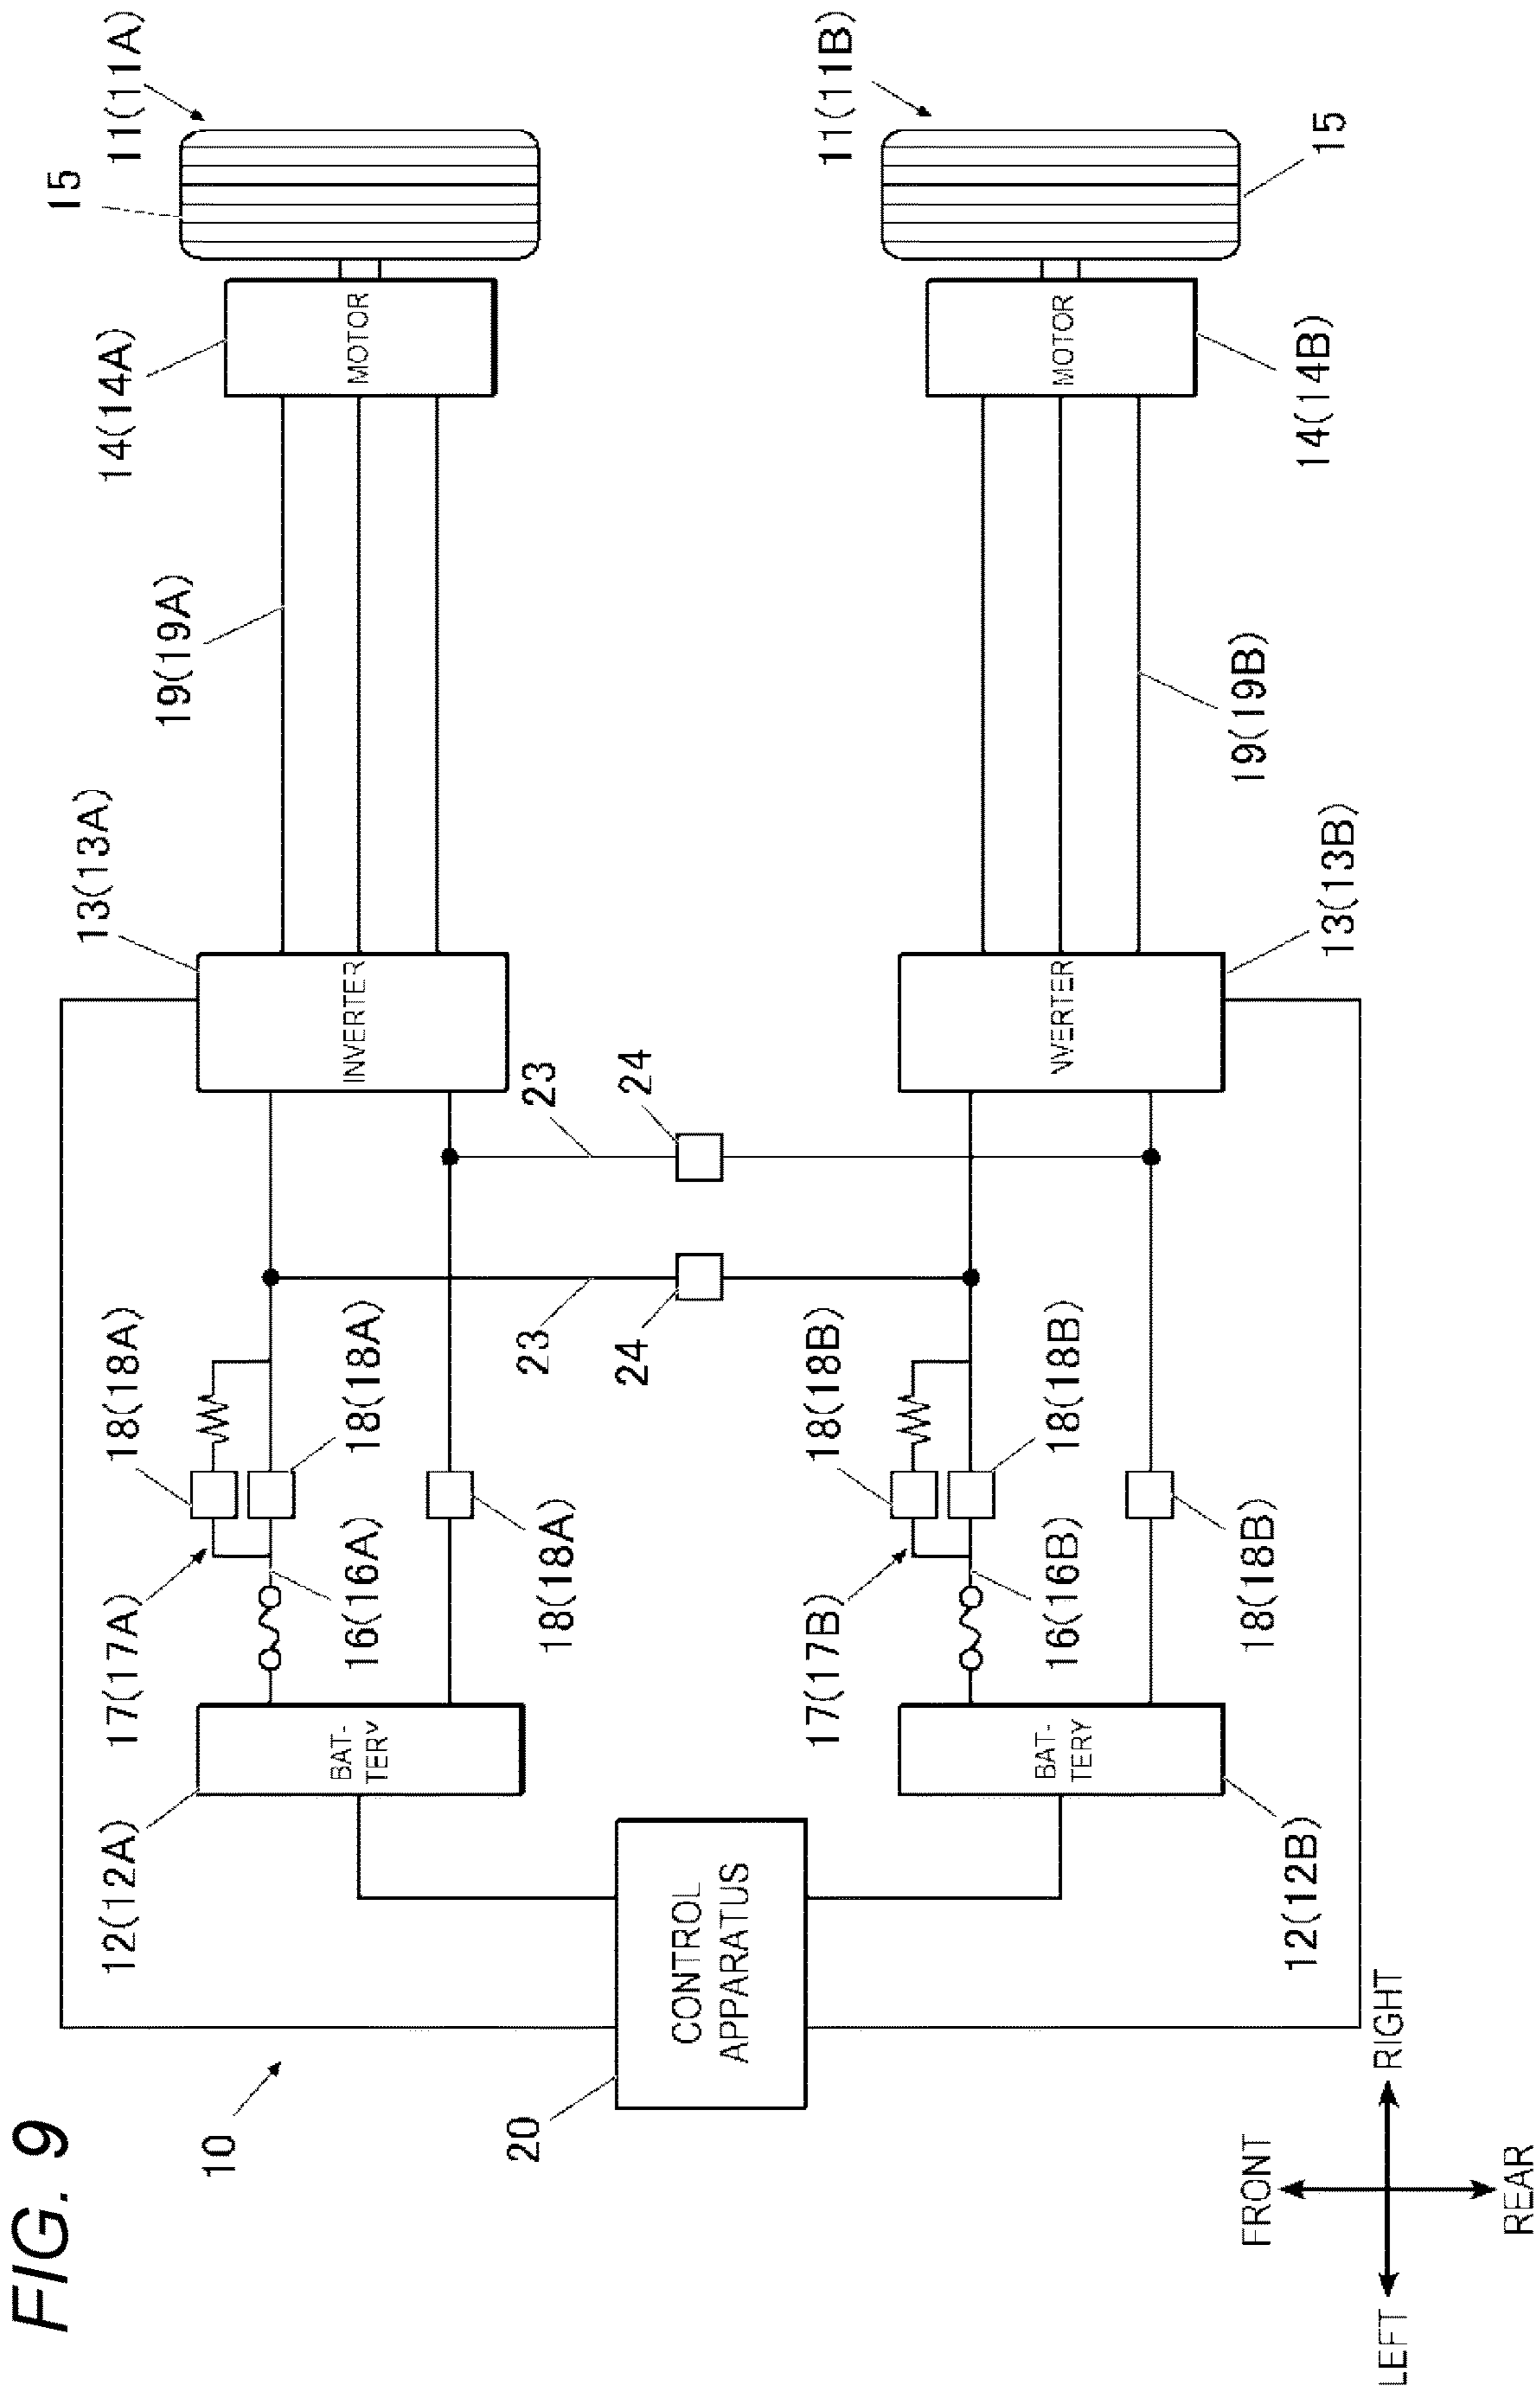 FIG. 9
15
11(11A)
13(13A)
14(14A)
12(12A)
17(17A)
18(18A)
19(19A)
10
BAT-
TERY
16(16A)
18(18A)
INVERTER
MOTOR
20
18(18A)
23
23
24
24
CONTROL
APPARATUS
17(17B)
18(18B)
11(11B)
BAT-
TERY
16(16B)
18(18B)
NVERTER
MOTOR
18(18B)
19(19B)
12(12B)
13(13B)
14(14B)
15
FRONT
LEFT
RIGHT
REAR